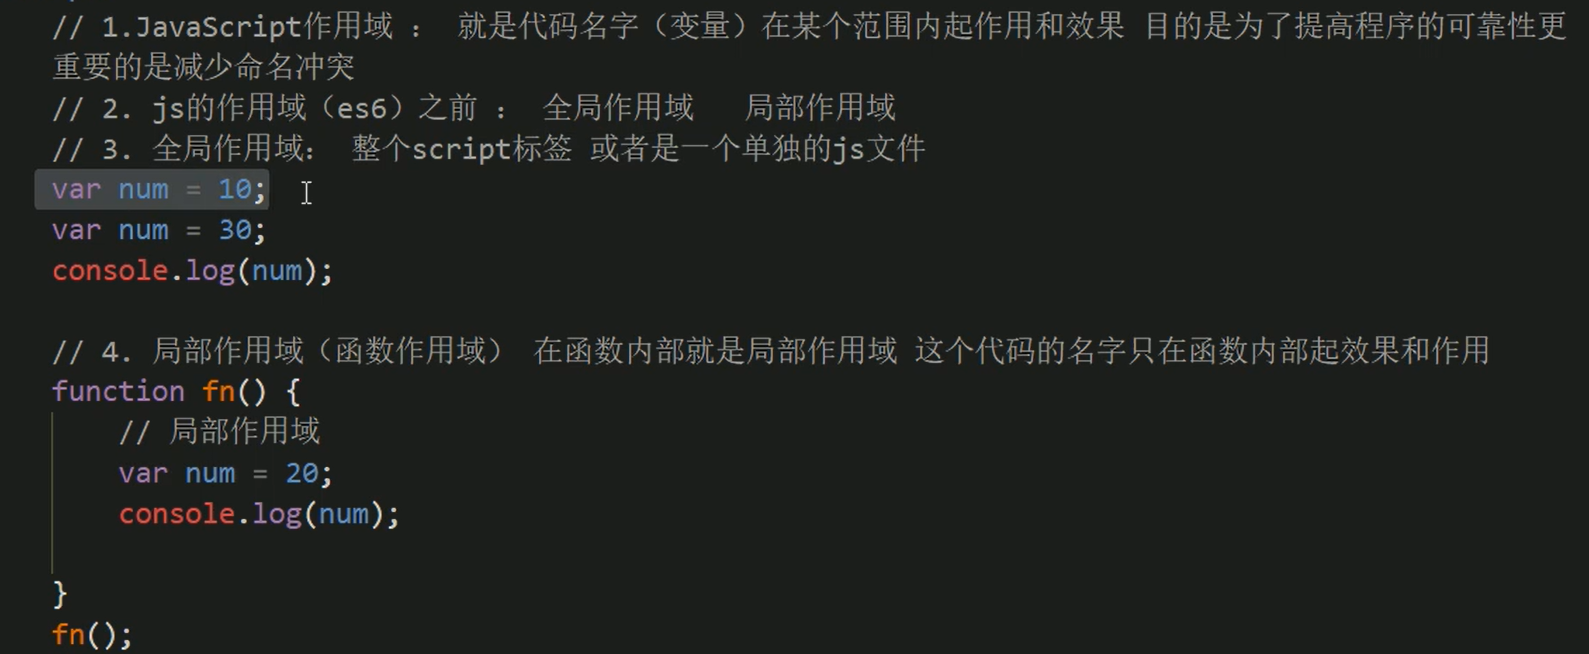 // 1.JavaScript作用域 : 就是代码名字（变量）在某个范围内起作用和效果 目的是为了提高程序的可靠性更
重要的是减少命名冲突
// 2. js的作用域（es6）之前 : 全局作用域 局部作用域
// 3. 全局作用域: 整个script标签 或者是一个单独的js文件
var num = 10;
var num = 30;
console.log(num);
// 4. 局部作用域（函数作用域） 在函数内部就是局部作用域 这个代码的名字只在函数内部起效果和作用
function fn() {
// 局部作用域
var num = 20;
console.log(num);
}
fn();